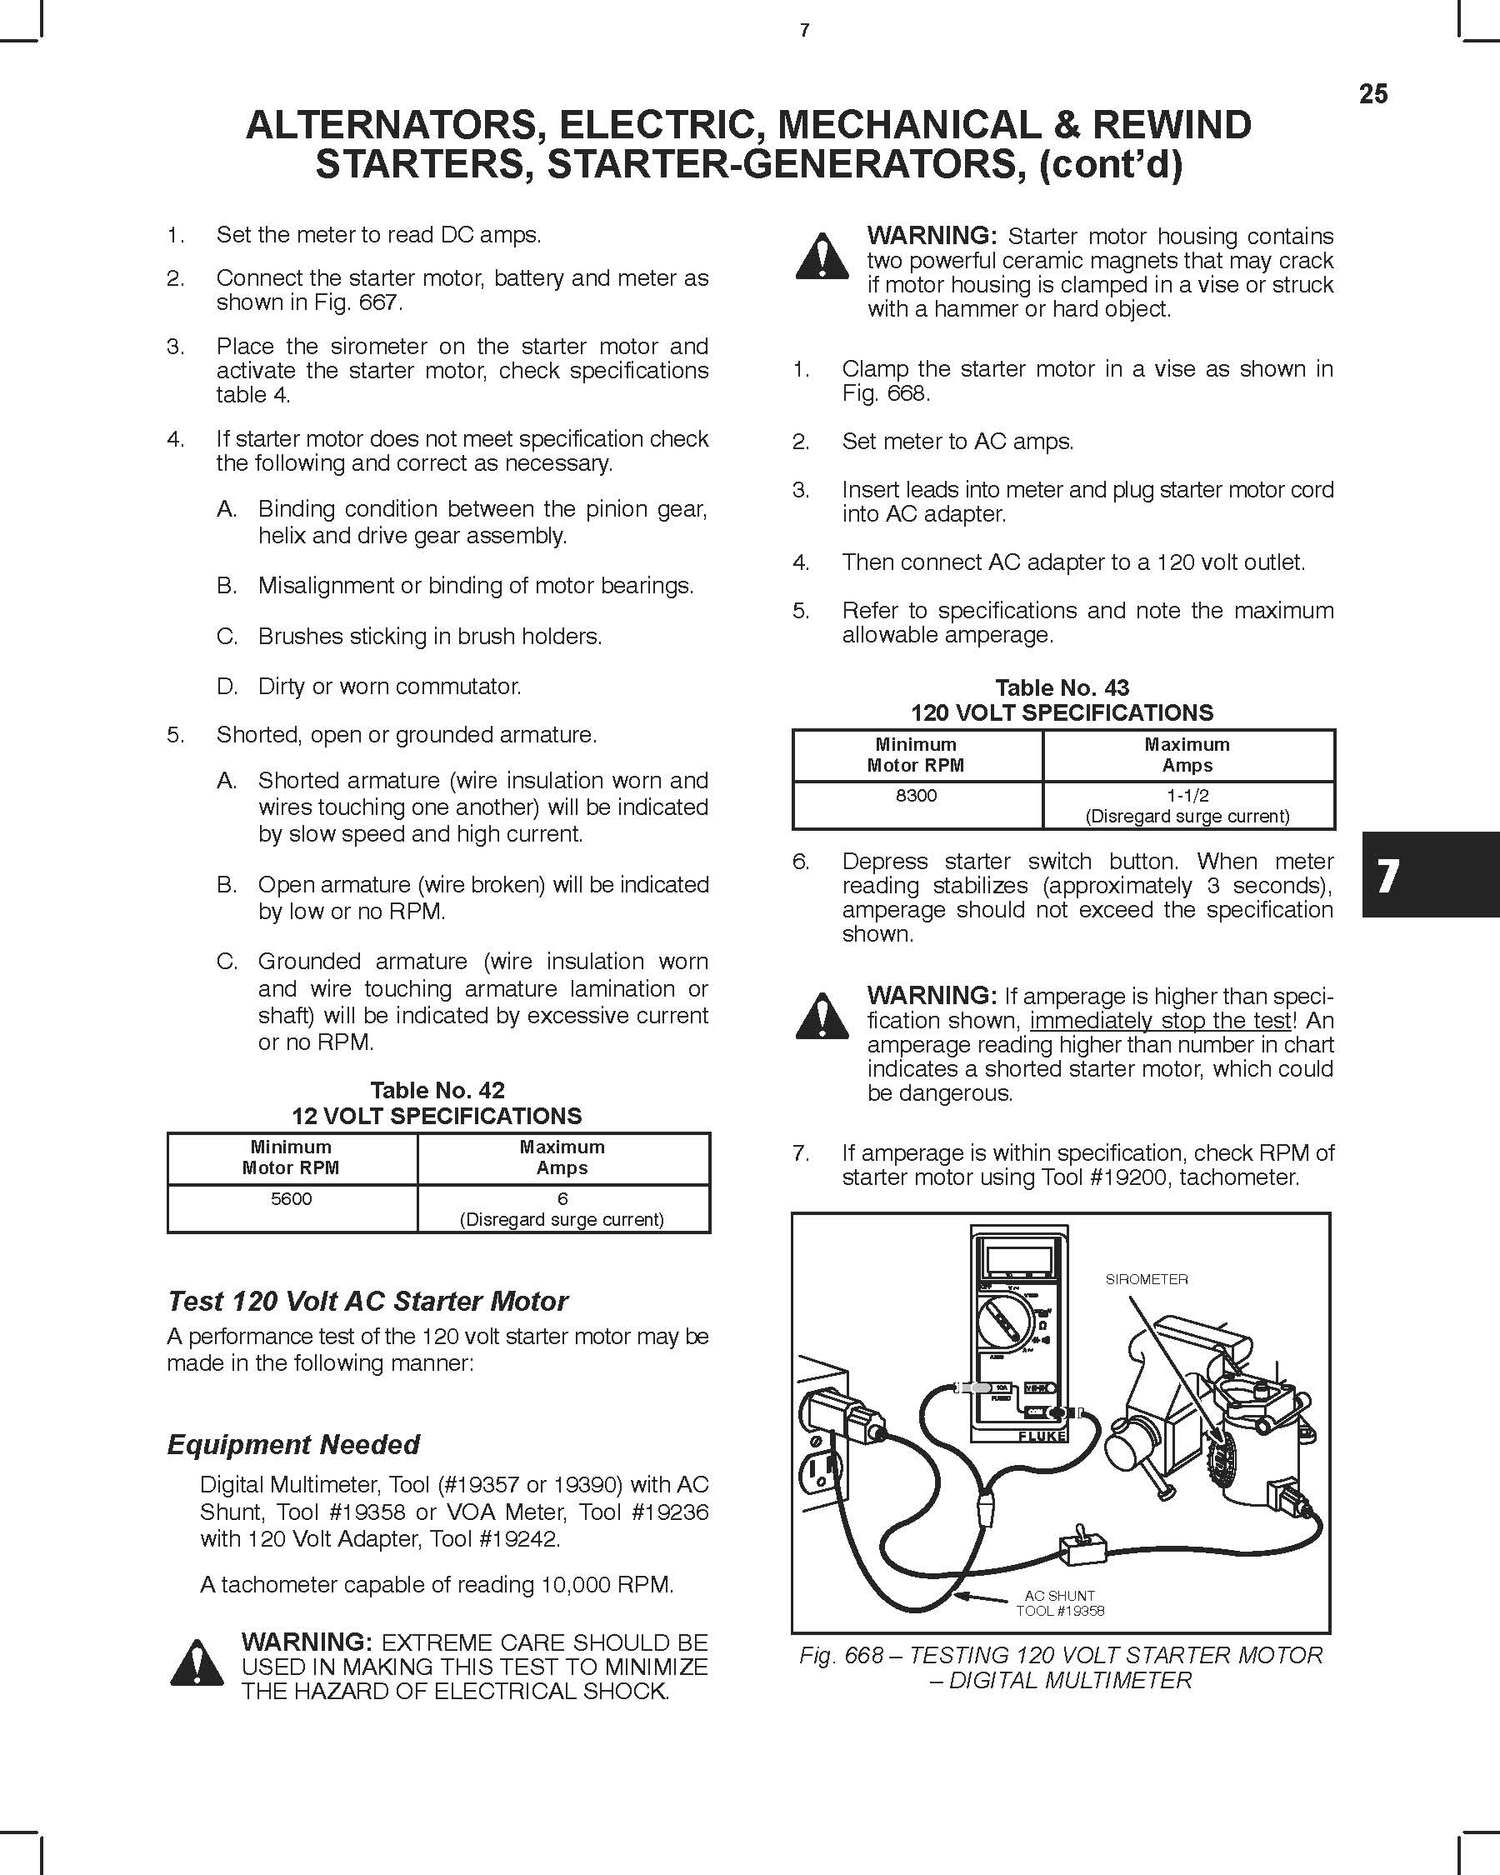 7
25
ALTERNATORS, ELECTRIC, MECHANICAL & REWIND
STARTERS, STARTER-GENERATORS, (cont’d)
1. Set the meter to read DC amps.
2. Connect the starter motor, battery and meter as
shown in Fig. 667.
3. Place the sirometer on the starter motor and
activate the starter motor, check specifications
table 4.
4. If starter motor does not meet specification check
the following and correct as necessary.
A. Binding condition between the pinion gear,
helix and drive gear assembly.
B. Misalignment or binding of motor bearings.
C. Brushes sticking in brush holders.
D. Dirty or worn commutator.
5. Shorted, open or grounded armature.
A. Shorted armature (wire insulation worn and
wires touching one another) will be indicated
by slow speed and high current.
B. Open armature (wire broken) will be indicated
by low or no RPM.
C. Grounded armature (wire insulation worn
and wire touching armature lamination or
shaft) will be indicated by excessive current
or no RPM.
Table No. 42
12 VOLT SPECIFICATIONS
Minimum Maximum
Motor RPM Amps
5600 6
(Disregard surge current)
Test 120 Volt AC Starter Motor
A performance test of the 120 volt starter motor may be
made in the following manner:
Equipment Needed
Digital Multimeter, Tool (#19357 or 19390) with AC
Shunt, Tool #19358 or VOA Meter, Tool #19236
with 120 Volt Adapter, Tool #19242.
A tachometer capable of reading 10,000 RPM.
WARNING: EXTREME CARE SHOULD BE
USED IN MAKING THIS TEST TO MINIMIZE
THE HAZARD OF ELECTRICAL SHOCK.
WARNING: Starter motor housing contains
two powerful ceramic magnets that may crack
if motor housing is clamped in a vise or struck
with a hammer or hard object.
1. Clamp the starter motor in a vise as shown in
Fig. 668.
2. Set meter to AC amps.
3. Insert leads into meter and plug starter motor cord
into AC adapter.
4. Then connect AC adapter to a 120 volt outlet.
5. Refer to specifications and note the maximum
allowable amperage.
Table No. 43
120 VOLT SPECIFICATIONS
Minimum Maximum
Motor RPM Amps
8300 1-1/2
(Disregard surge current)
6. Depress starter switch button. When meter
reading stabilizes (approximately 3 seconds),
amperage should not exceed the specification
shown.
WARNING: If amperage is higher than speci-
fication shown, immediately stop the test! An
amperage reading higher than number in chart
indicates a shorted starter motor, which could
be dangerous.
7. If amperage is within specification, check RPM of
starter motor using Tool #19200, tachometer.
7
SIROMETER
10A
FLUKE
AC SHUNT
TOOL #19358
Fig. 668 – TESTING 120 VOLT STARTER MOTOR
– DIGITAL MULTIMETER